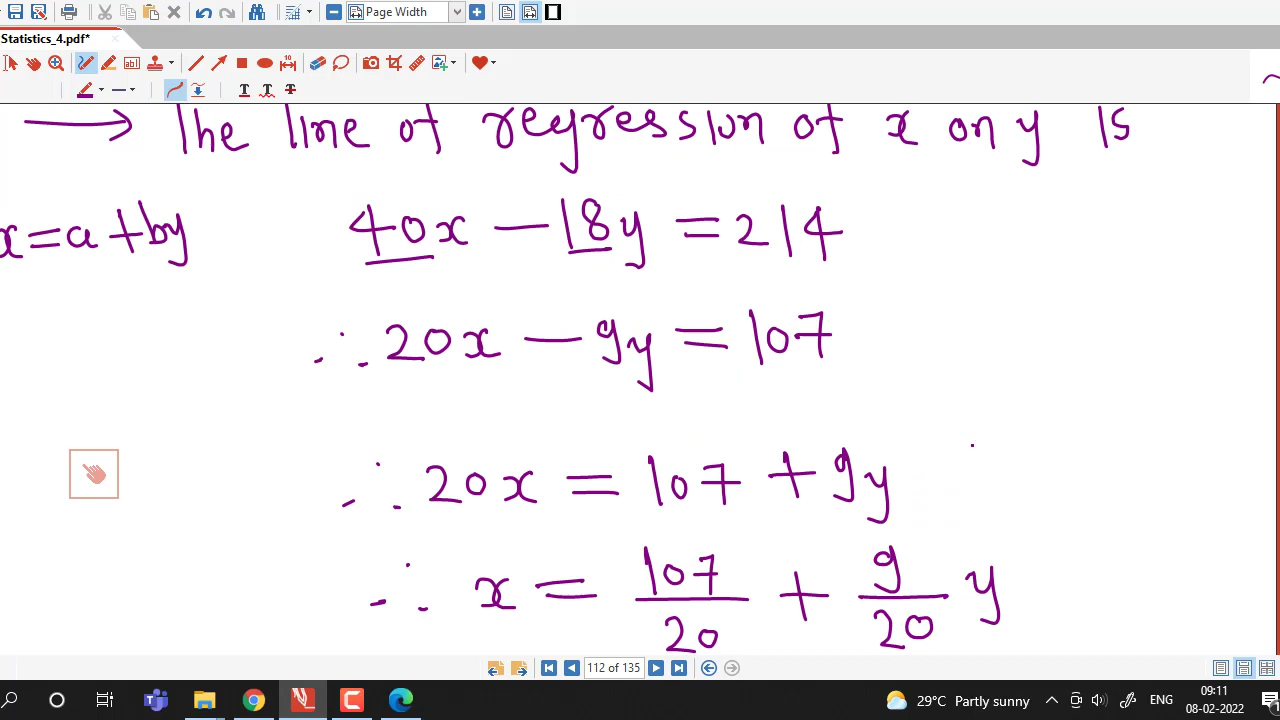 Page Width
Statistics_4.pdf*
10
T T T
→ The line of regression of x on y is
x = a + by
40x - 18y = 214
∴ 20x - 9y = 107
∴ 20x = 107 + 9y
∴ x = 107/20 + 9/20 y
112 of 135
29°C Partly sunny
ENG
09:11
08-02-2022